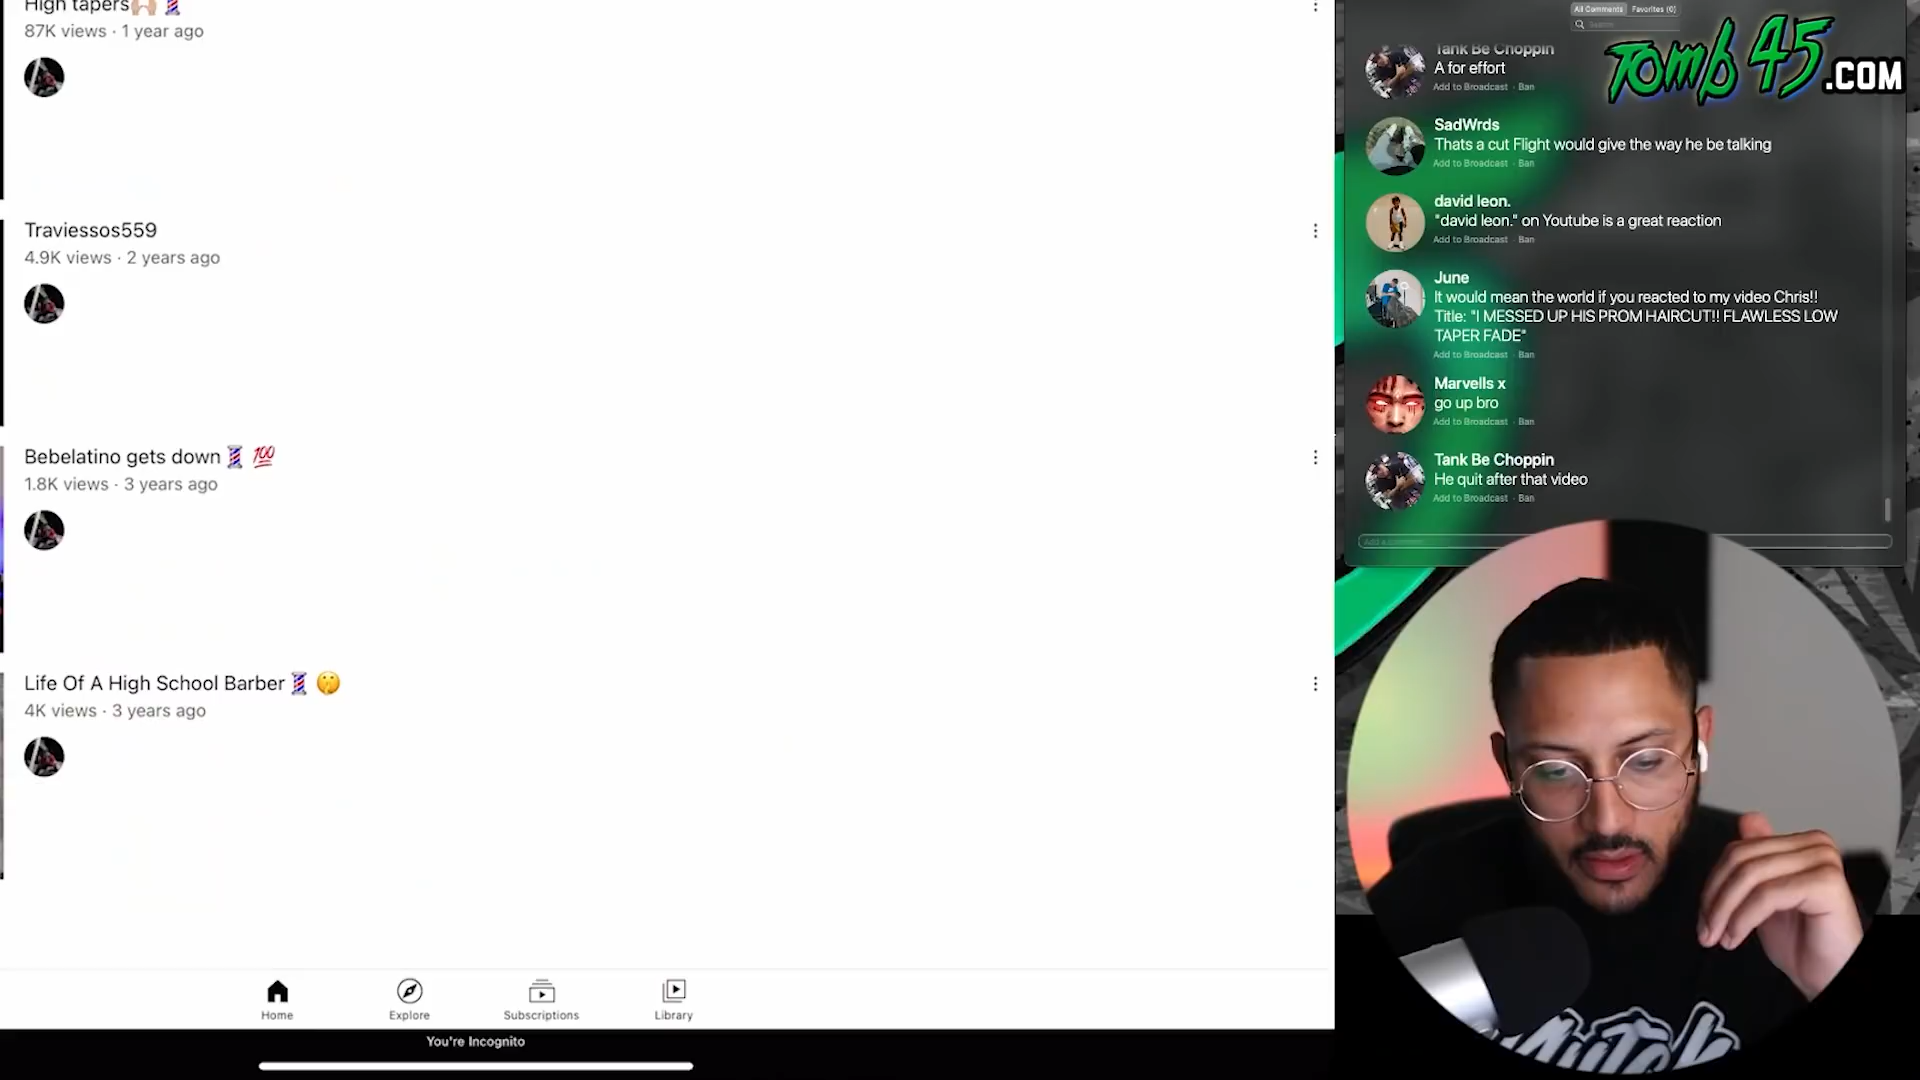 High tapers🙌🏼💈
87K views · 1 year ago
Traviessos559
4.9K views · 2 years ago
Bebelatino gets down💈 💯
1.8K views · 3 years ago
Life Of A High School Barber💈 🤫
4K views · 3 years ago
Home
Explore
Subscriptions
Library
You're Incognito
All Comments
Favorites (0)
Search
TOMB 45.COM
Tank Be Choppin
A for effort
Add to Broadcast · Ban
SadWrds
Thats a cut Flight would give the way he be talking
Add to Broadcast · Ban
david leon.
"david leon." on Youtube is a great reaction
Add to Broadcast · Ban
June
It would mean the world if you reacted to my video Chris!!
Title: "I MESSED UP HIS PROM HAIRCUT!! FLAWLESS LOW
TAPER FADE"
Add to Broadcast · Ban
Marvells x
go up bro
Add to Broadcast · Ban
Tank Be Choppin
He quit after that video
Add to Broadcast · Ban
Add a comment